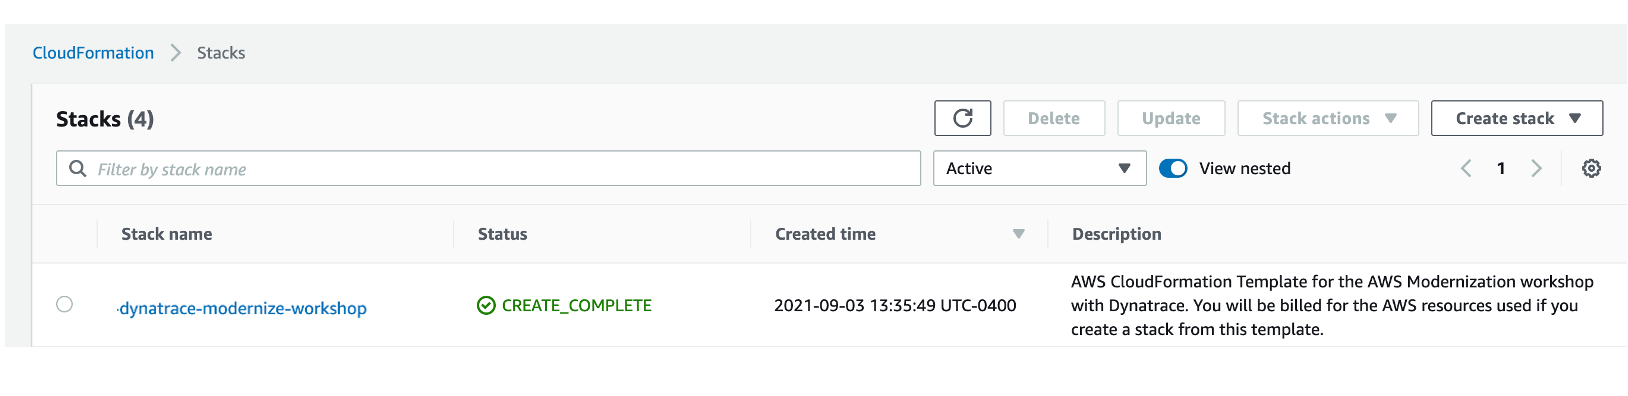 CloudFormation Stacks
Stacks (4)
Delete Update Stack actions Create stack
Filter by stack name Active View nested 1
Stack name Status Created time Description
AWS CloudFormation Template for the AWS Modernization workshop
dynatrace-modernize-workshop CREATE_COMPLETE 2021-09-03 13:35:49 UTC-0400 with Dynatrace. You will be billed for the AWS resources used if you
create a stack from this template.